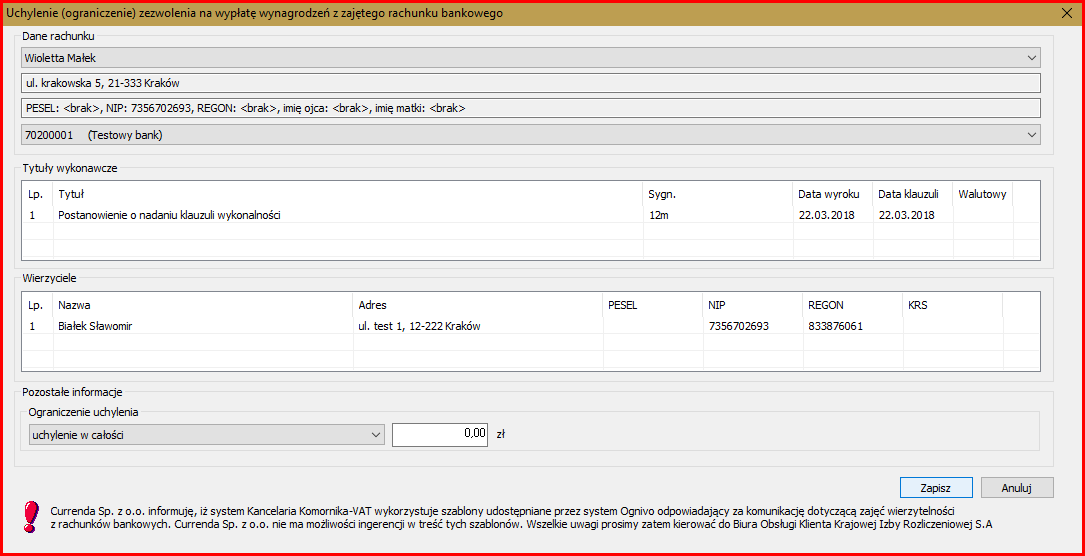 Uchylenie (ograniczenie) zezwolenia na wypłatę wynagrodzeń z zajętego rachunku bankowego
Dane rachunku
Wioletta Małek
ul. krakowska 5, 21-333 Kraków
PESEL: <brak>, NIP: 7356702693, REGON: <brak>, imię ojca: <brak>, imię matki: <brak>
70200001 (Testowy bank)
Tytuły wykonawcze
Lp. Tytuł Sygn. Data wyroku Data klauzuli Walutowy
1 Postanowienie o nadaniu klauzuli wykonalności 12m 22.03.2018 22.03.2018
Wierzyciele
Lp. Nazwa Adres PESEL NIP REGON KRS
1 Białek Sławomir ul. test 1, 12-222 Kraków 7356702693 833876061
Pozostałe informacje
Ograniczenie uchylenia
uchylenie w całości 0,00 zł
Zapisz Anuluj
Currenda Sp. z o.o. informuję, iż system Kancelaria Komornika-VAT wykorzystuje szablony udostępniane przez system Ognivo odpowiadający za komunikację dotyczącą zajęć wierzytelności
z rachunków bankowych. Currenda Sp. z o.o. nie ma możliwości ingerencji w treść tych szablonów. Wszelkie uwagi prosimy zatem kierować do Biura Obsługi Klienta Krajowej Izby Rozliczeniowej S.A